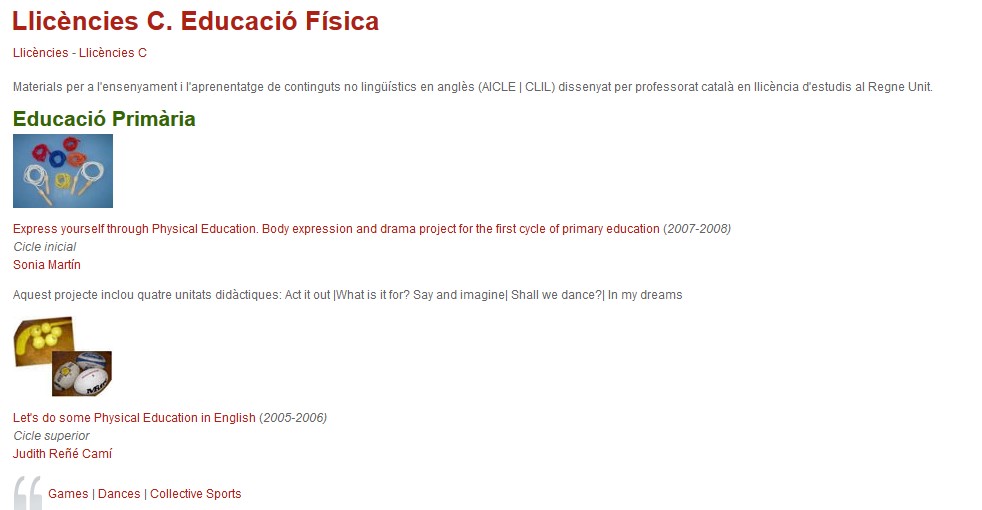 Llicències C. Educació Física
Llicències - Llicències C
Materials per a l'ensenyament i l'aprenentatge de continguts no lingüístics en anglès (AICLE | CLIL) dissenyat per professorat català en llicència d'estudis al Regne Unit.
Educació Primària
Express yourself through Physical Education. Body expression and drama project for the first cycle of primary education (2007-2008)
Cicle inicial
Sonia Martín
Aquest projecte inclou quatre unitats didàctiques: Act it out |What is it for? Say and imagine| Shall we dance?| In my dreams
Let's do some Physical Education in English (2005-2006)
Cicle superior
Judith Reñé Camí
Games | Dances | Collective Sports